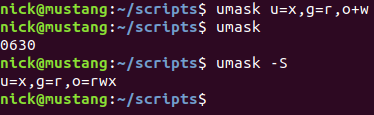 nick@mustang:~/scripts$ umask u=x,g=r,o+w
nick@mustang:~/scripts$ umask
0630
nick@mustang:~/scripts$ umask -S
u=x,g=r,o=rwx
nick@mustang:~/scripts$